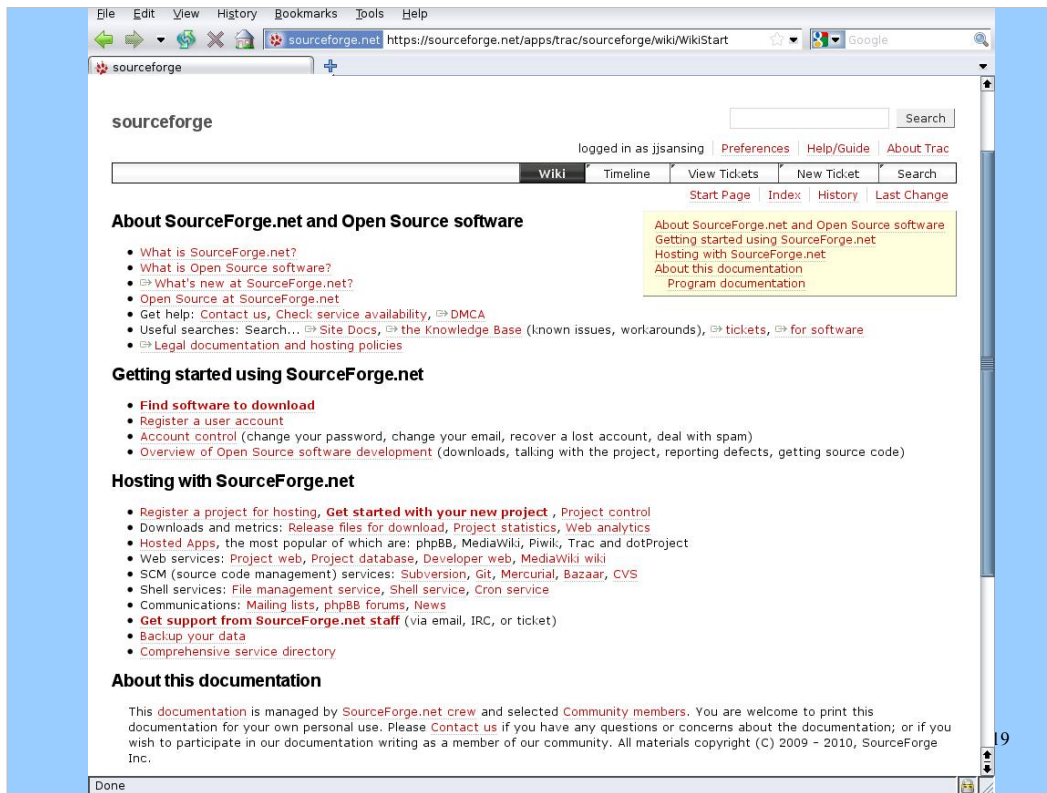 File Edit View History Bookmarks Tools Help
sourceforge.net https://sourceforge.net/apps/trac/sourceforge/wiki/WikiStart Google
sourceforge
sourceforge Search
logged in as jjsansing Preferences Help/Guide About Trac
Wiki Timeline View Tickets New Ticket Search
Start Page Index History Last Change
About SourceForge.net and Open Source software
About SourceForge.net and Open Source software
Getting started using SourceForge.net
Hosting with SourceForge.net
About this documentation
Program documentation
• What is SourceForge.net?
• What is Open Source software?
• What's new at SourceForge.net?
• Open Source at SourceForge.net
• Get help: Contact us, Check service availability, DMCA
• Useful searches: Search... Site Docs, the Knowledge Base (known issues, workarounds), tickets, for software
• Legal documentation and hosting policies
Getting started using SourceForge.net
• Find software to download
• Register a user account
• Account control (change your password, change your email, recover a lost account, deal with spam)
• Overview of Open Source software development (downloads, talking with the project, reporting defects, getting source code)
Hosting with SourceForge.net
• Register a project for hosting, Get started with your new project , Project control
• Downloads and metrics: Release files for download, Project statistics, Web analytics
• Hosted Apps, the most popular of which are: phpBB, MediaWiki, Piwik, Trac and dotProject
• Web services: Project web, Project database, Developer web, MediaWiki wiki
• SCM (source code management) services: Subversion, Git, Mercurial, Bazaar, CVS
• Shell services: File management service, Shell service, Cron service
• Communications: Mailing lists, phpBB forums, News
• Get support from SourceForge.net staff (via email, IRC, or ticket)
• Backup your data
• Comprehensive service directory
About this documentation
This documentation is managed by SourceForge.net crew and selected Community members. You are welcome to print this
documentation for your own personal use. Please Contact us if you have any questions or concerns about the documentation; or if you
wish to participate in our documentation writing as a member of our community. All materials copyright (C) 2009 – 2010, SourceForge
Inc.
19
Done